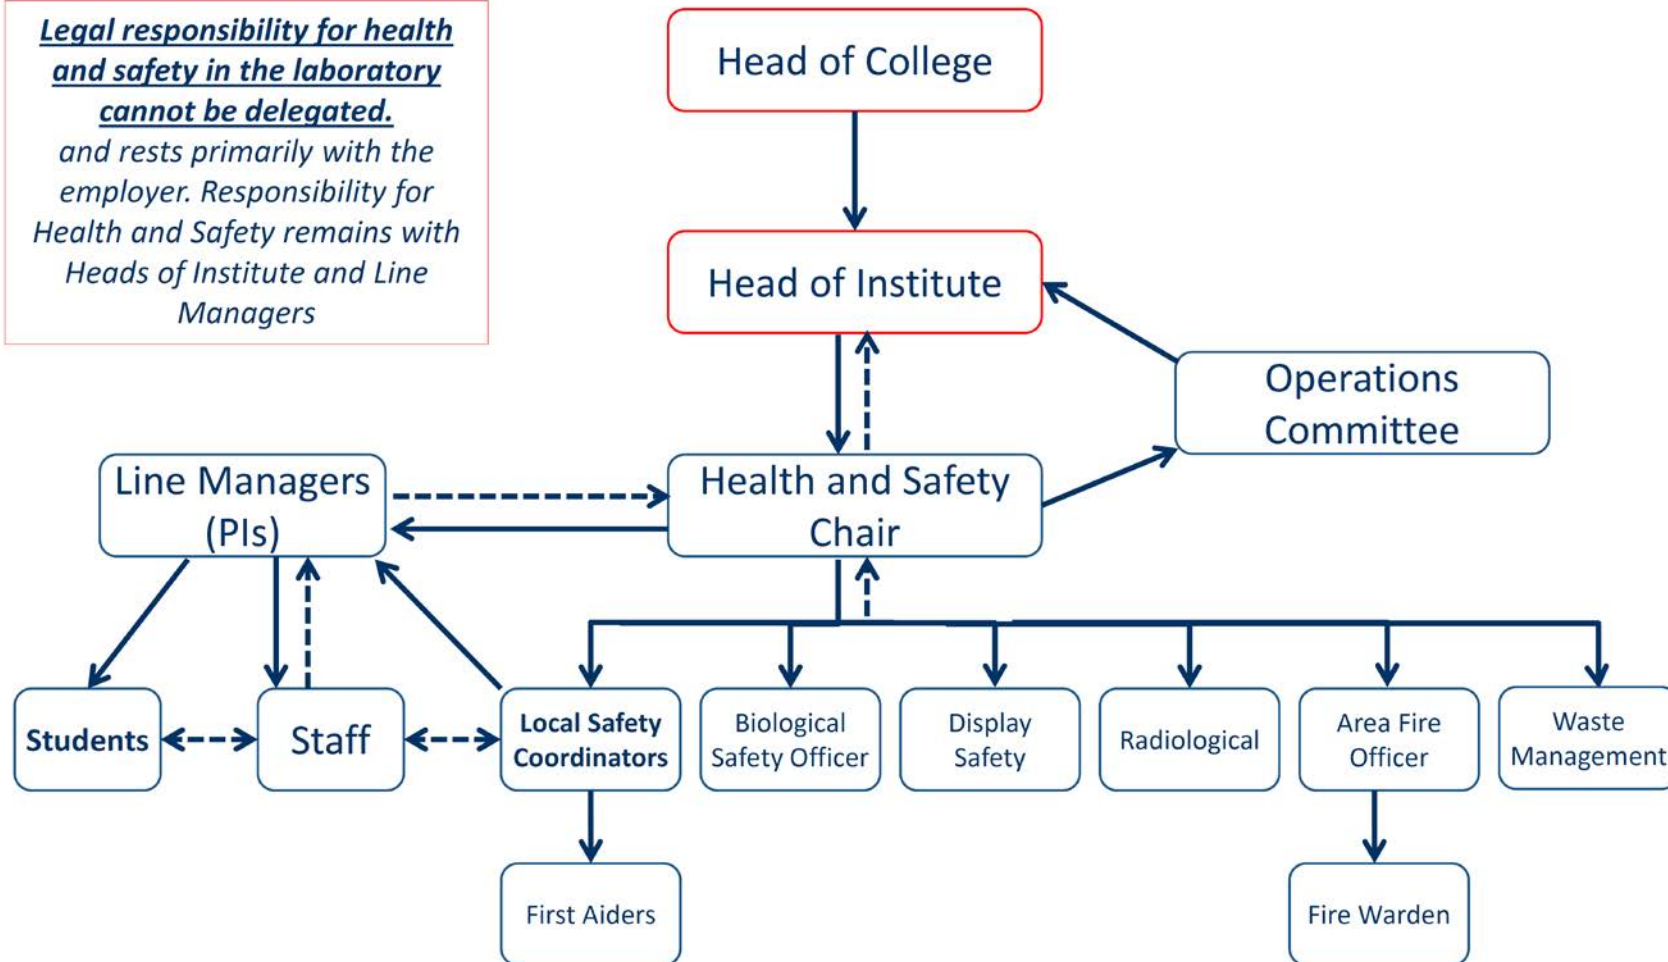 Legal responsibility for health
and safety in the laboratory
cannot be delegated.
and rests primarily with the
employer. Responsibility for
Health and Safety remains with
Heads of Institute and Line
Managers
Head of College
Head of Institute
Operations
Committee
Line Managers
(PIs)
Health and Safety
Chair
Students
Staff
Local Safety
Coordinators
Biological
Safety Officer
Display
Safety
Radiological
Area Fire
Officer
Waste
Management
First Aiders
Fire Warden